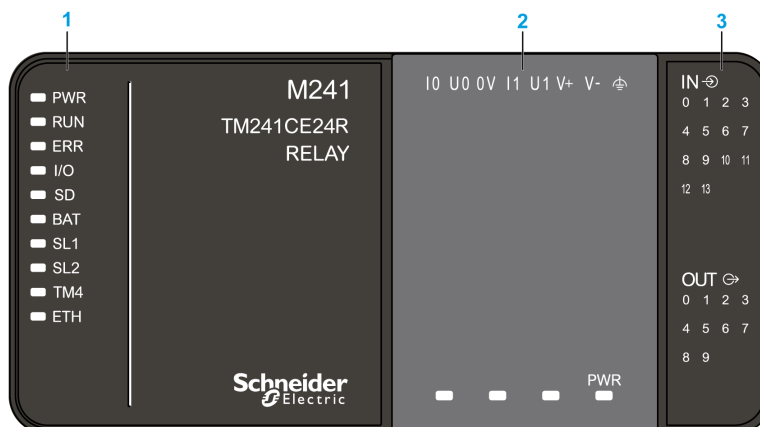 1
2
3
PWR
RUN
ERR
I/O
SD
BAT
SL1
SL2
TM4
ETH
M241
TM241CE24R
RELAY
Schneider
Electric
I0 U0 0V I1 U1 V+ V-
PWR
IN
0 1 2 3
4 5 6 7
8 9 10 11
12 13
OUT
0 1 2 3
4 5 6 7
8 9